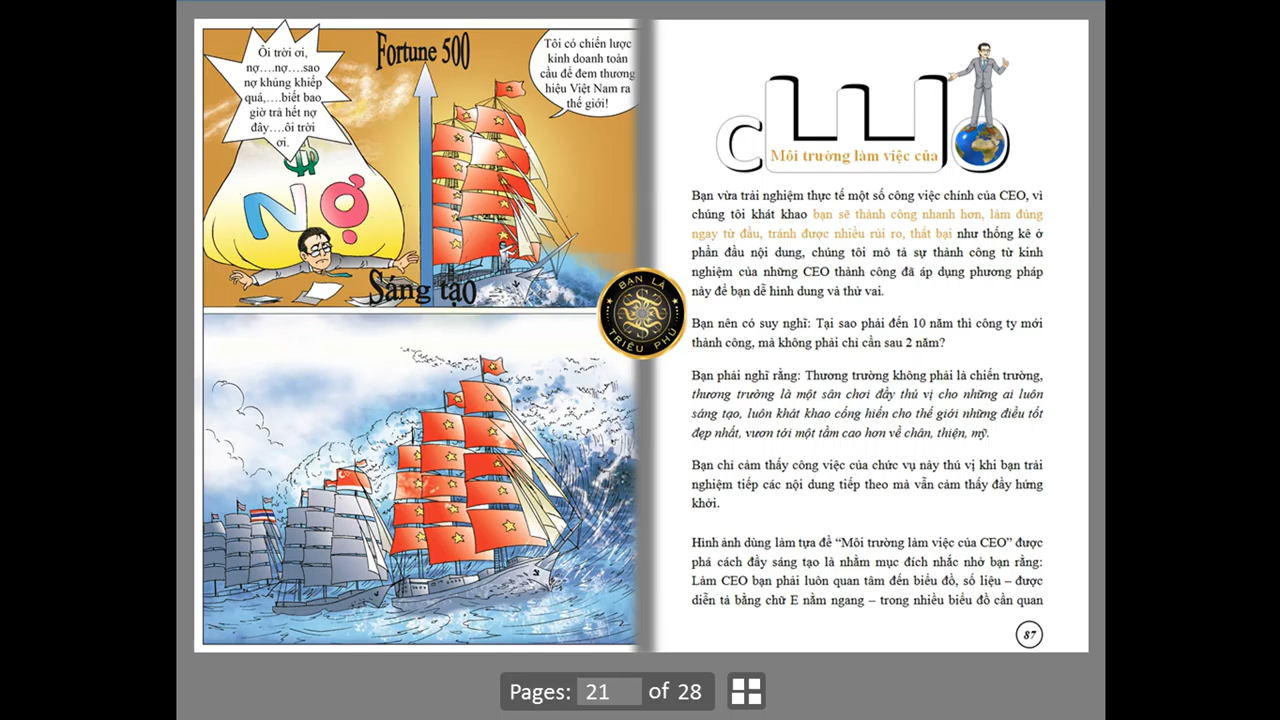 Ôi trời ơi,
nợ….nợ….sao
nợ khủng khiếp
quá,….biết bao
giờ trả hết nợ
đây….ôi trời
ơi.
Fortune 500
Tôi có chiến lược
kinh doanh toàn
cầu để đem thương
hiệu Việt Nam ra
thế giới!
$
NỢ
Sáng tạo
BẠN LÀ
TRIỆU PHÚ
CEO
Môi trường làm việc của
Bạn vừa trải nghiệm thực tế một số công việc chính của CEO, vì
chúng tôi khát khao bạn sẽ thành công nhanh hơn, làm đúng
ngay từ đầu, tránh được nhiều rủi ro, thất bại như thống kê ở
phần đầu nội dung, chúng tôi mô tả sự thành công từ kinh
nghiệm của những CEO thành công đã áp dụng phương pháp
này để bạn dễ hình dung và thử vai.
Bạn nên có suy nghĩ: Tại sao phải đến 10 năm thì công ty mới
thành công, mà không phải chỉ cần sau 2 năm?
Bạn phải nghĩ rằng: Thương trường không phải là chiến trường,
thương trường là một sân chơi đầy thú vị cho những ai luôn
sáng tạo, luôn khát khao cống hiến cho thế giới những điều tốt
đẹp nhất, vươn tới một tầm cao hơn về chân, thiện, mỹ.
Bạn chỉ cảm thấy công việc của chức vụ này thú vị khi bạn trải
nghiệm tiếp các nội dung tiếp theo mà vẫn cảm thấy đầy hứng
khởi.
Hình ảnh dùng làm tựa đề “Môi trường làm việc của CEO” được
phá cách đầy sáng tạo là nhằm mục đích nhắc nhở bạn rằng:
Làm CEO bạn phải luôn quan tâm đến biểu đồ, số liệu – được
diễn tả bằng chữ E nằm ngang – trong nhiều biểu đồ cần quan
87
Pages: 21 of 28